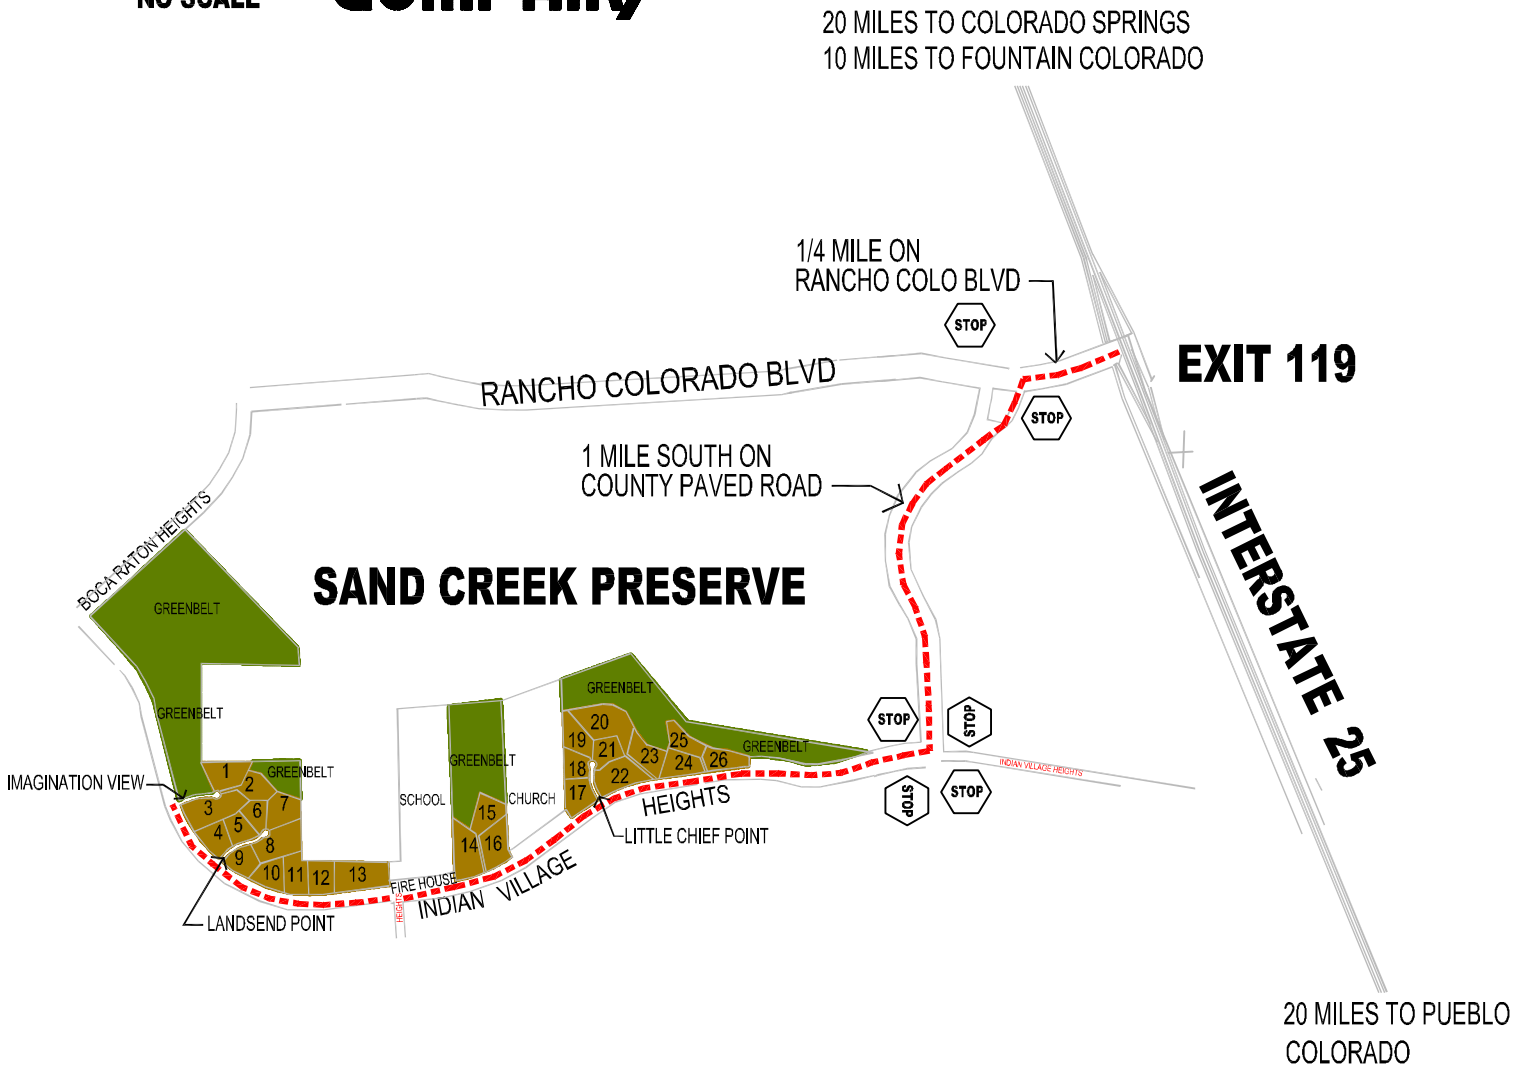 NO SCALE
20 MILES TO COLORADO SPRINGS
10 MILES TO FOUNTAIN COLORADO
1/4 MILE ON
RANCHO COLO BLVD
STOP
EXIT 119
RANCHO COLORADO BLVD
STOP
1 MILE SOUTH ON
COUNTY PAVED ROAD
INTERSTATE 25
BOCA RATON HEIGHTS
SAND CREEK PRESERVE
GREENBELT
GREENBELT
GREENBELT
GREENBELT
GREENBELT
GREENBELT
STOP
STOP
STOP
STOP
INDIAN VILLAGE HEIGHTS
IMAGINATION VIEW
1
2
3
4
5
6
7
8
9
10
11
12
13
SCHOOL
CHURCH
14
15
16
17
18
19
20
21
22
23
24
25
26
LITTLE CHIEF POINT
FIRE HOUSE
HEIGHTS
INDIAN VILLAGE HEIGHTS
LANDSEND POINT
20 MILES TO PUEBLO
COLORADO